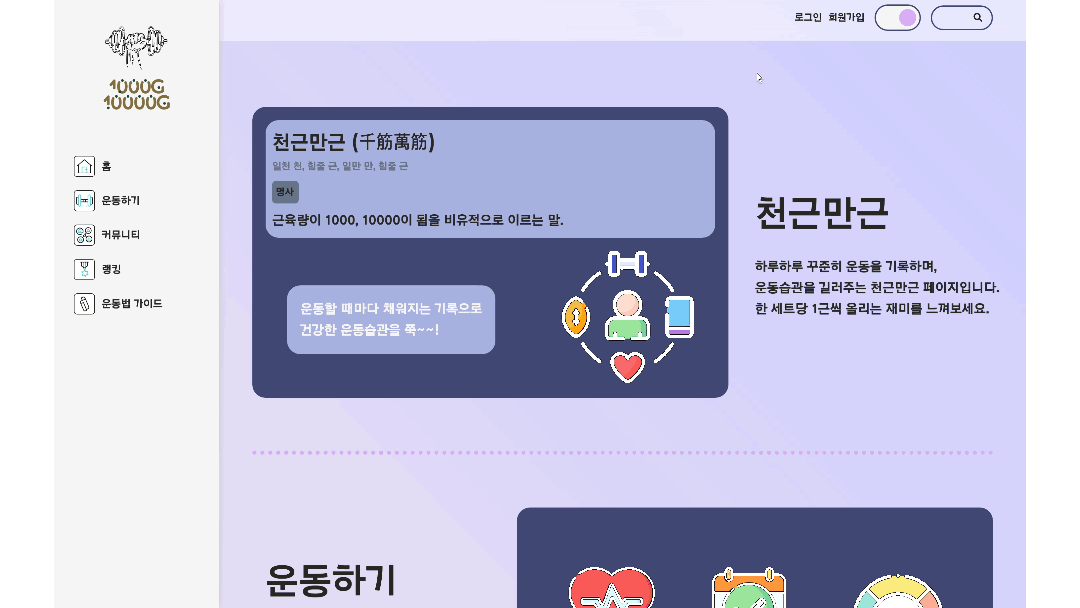 로그인 회원가입
1000G
10000G
홈
운동하기
커뮤니티
랭킹
운동법 가이드
천근만근 (千筋萬筋)
일천 천, 힘줄 근, 일만 만, 힘줄 근
명사
근육량이 1000, 10000이 됨을 비유적으로 이르는 말.
운동할 때마다 채워지는 기록으로
건강한 운동습관을 쭉~~!
천근만근
하루하루 꾸준히 운동을 기록하며,
운동습관을 길러주는 천근만근 페이지입니다.
한 세트당 1근씩 올리는 재미를 느껴보세요.
운동하기